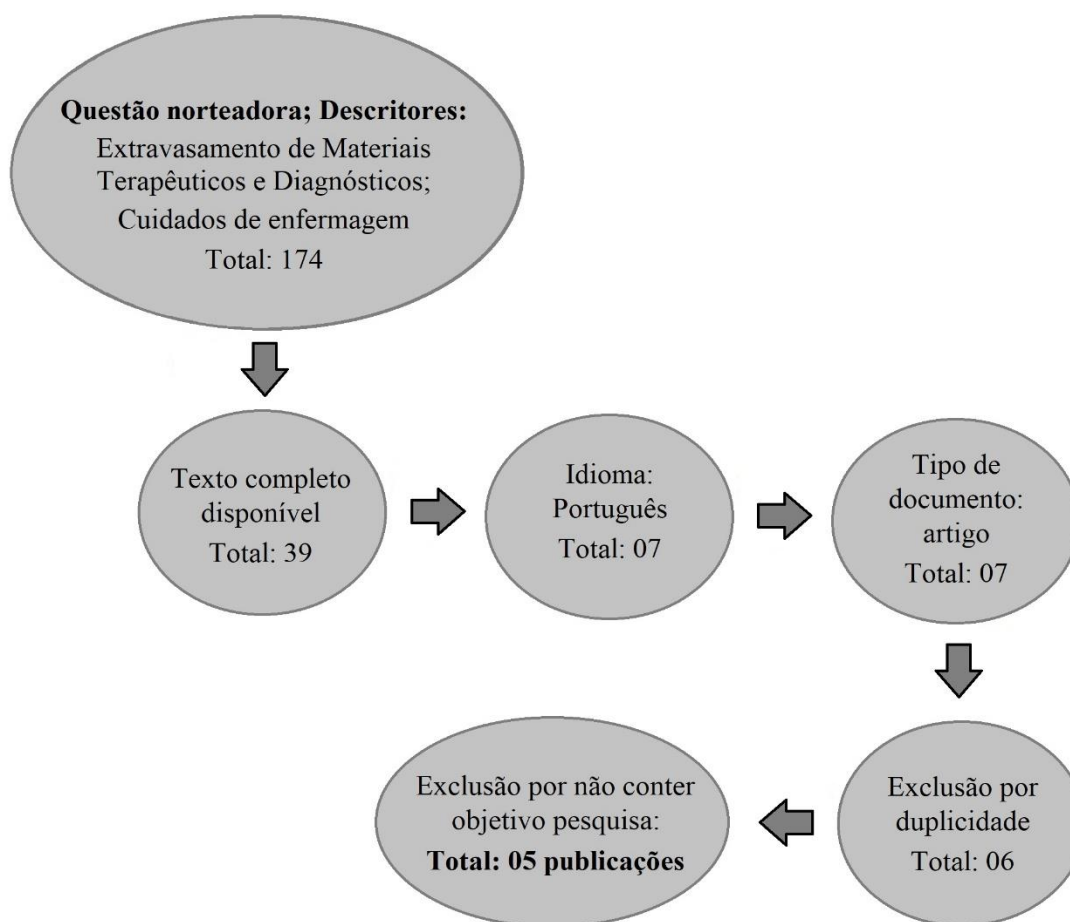 Questão norteadora; Descritores:
Extravasamento de Materiais
Terapêuticos e Diagnósticos;
Cuidados de enfermagem
Total: 174
Texto completo
disponível
Total: 39
Idioma:
Português
Total: 07
Tipo de
documento:
artigo
Total: 07
Exclusão por
duplicidade
Total: 06
Exclusão por não conter
objetivo pesquisa:
Total: 05 publicações